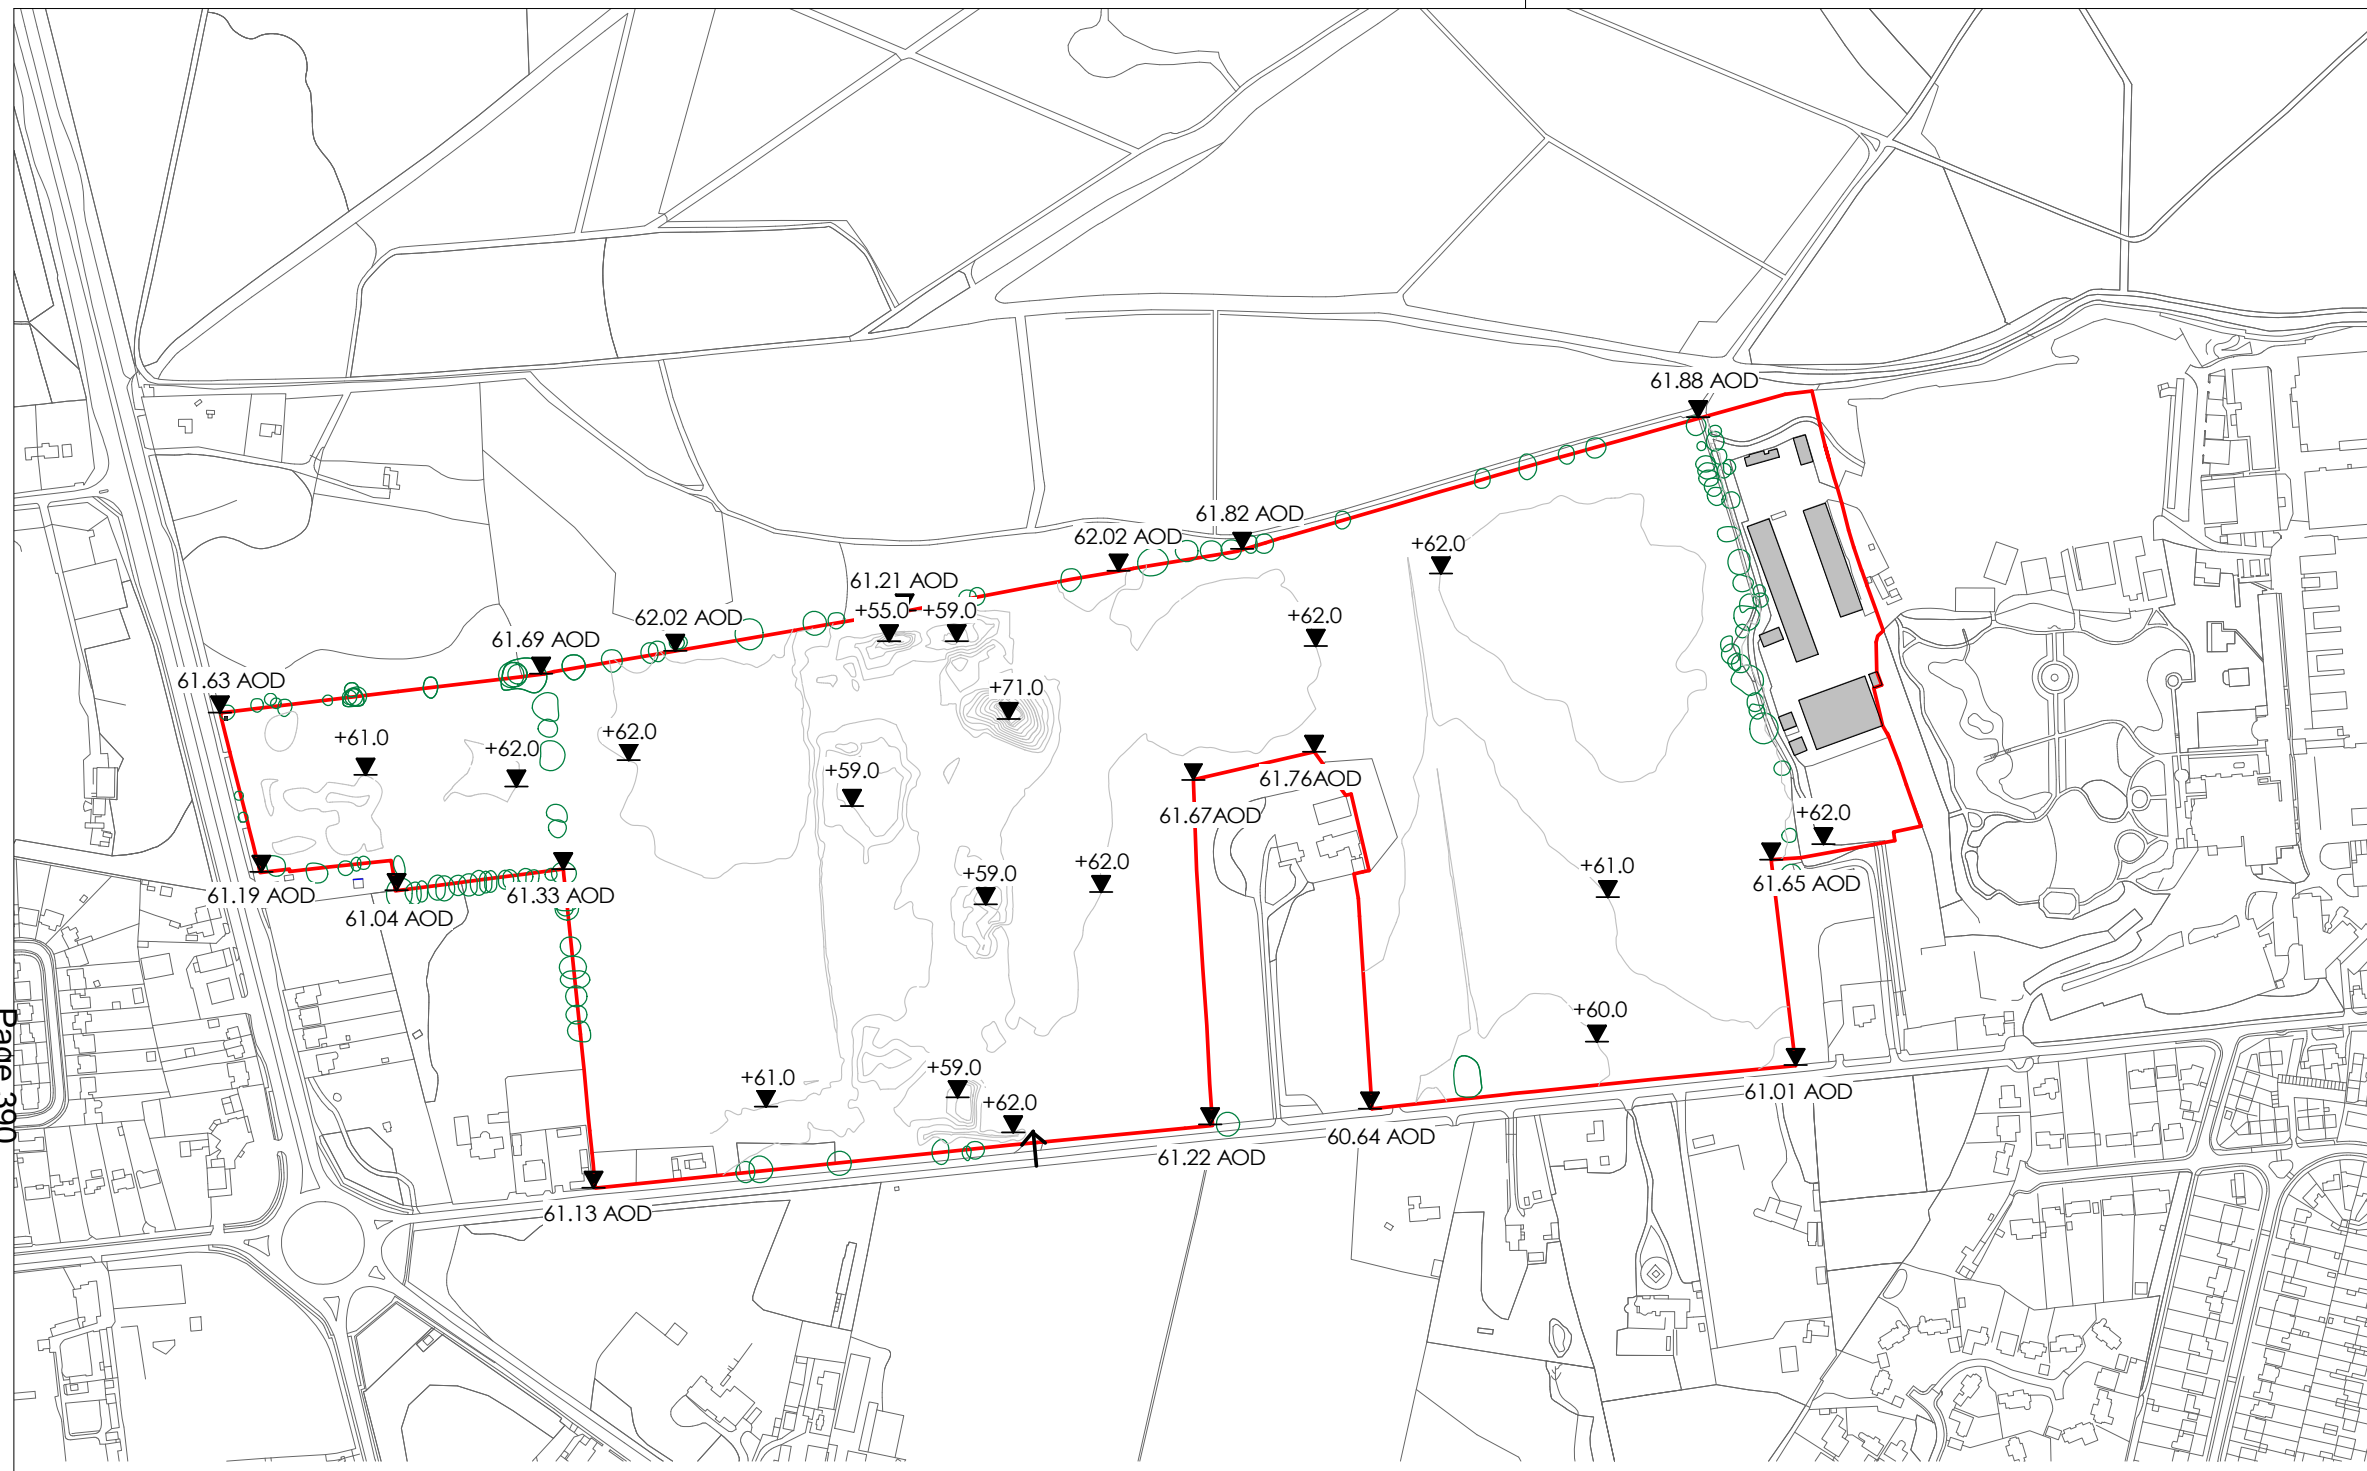 61.88 AOD
61.82 AOD
62.02 AOD
+62.0
61.21 AOD
+55.0
+59.0
62.02 AOD
+62.0
61.69 AOD
61.63 AOD
+71.0
+61.0
+62.0
+62.0
+59.0
61.76AOD
61.67AOD
+62.0
+59.0
+62.0
+61.0
61.65 AOD
61.19 AOD
61.04 AOD
61.33 AOD
+60.0
+61.0
+59.0
+62.0
61.01 AOD
60.64 AOD
61.22 AOD
61.13 AOD
Page 390